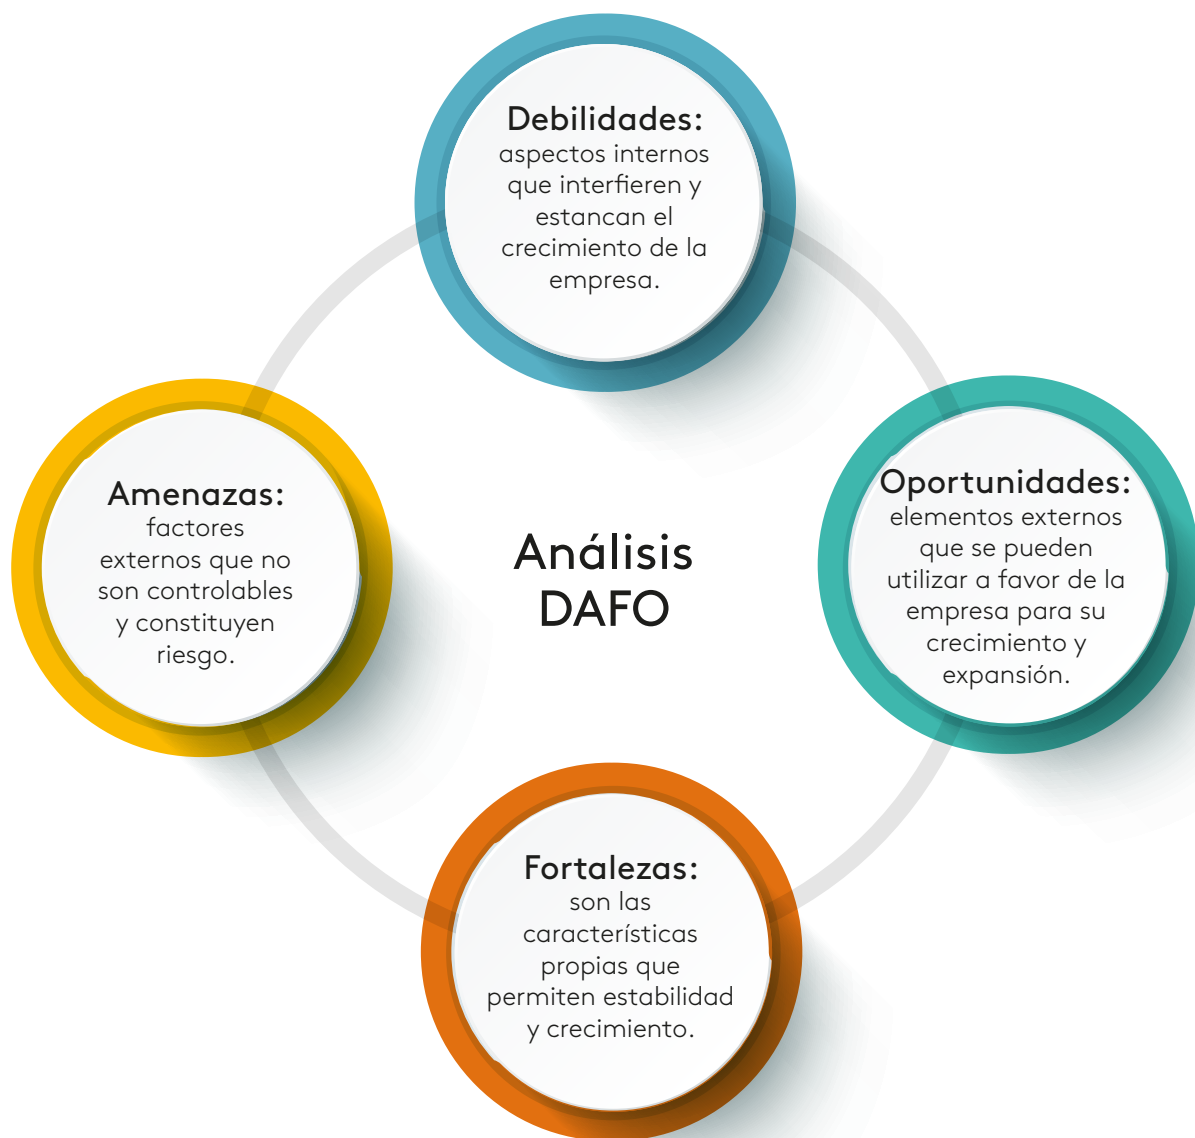 Debilidades:
aspectos internos
que interfieren y
estancan el
crecimiento de la
empresa.
Amenazas:
factores
externos que no
son controlables
y constituyen
riesgo.
Análisis
DAFO
Oportunidades:
elementos externos
que se pueden
utilizar a favor de la
empresa para su
crecimiento y
expansión.
Fortalezas:
son las
características
propias que
permiten estabilidad
y crecimiento.